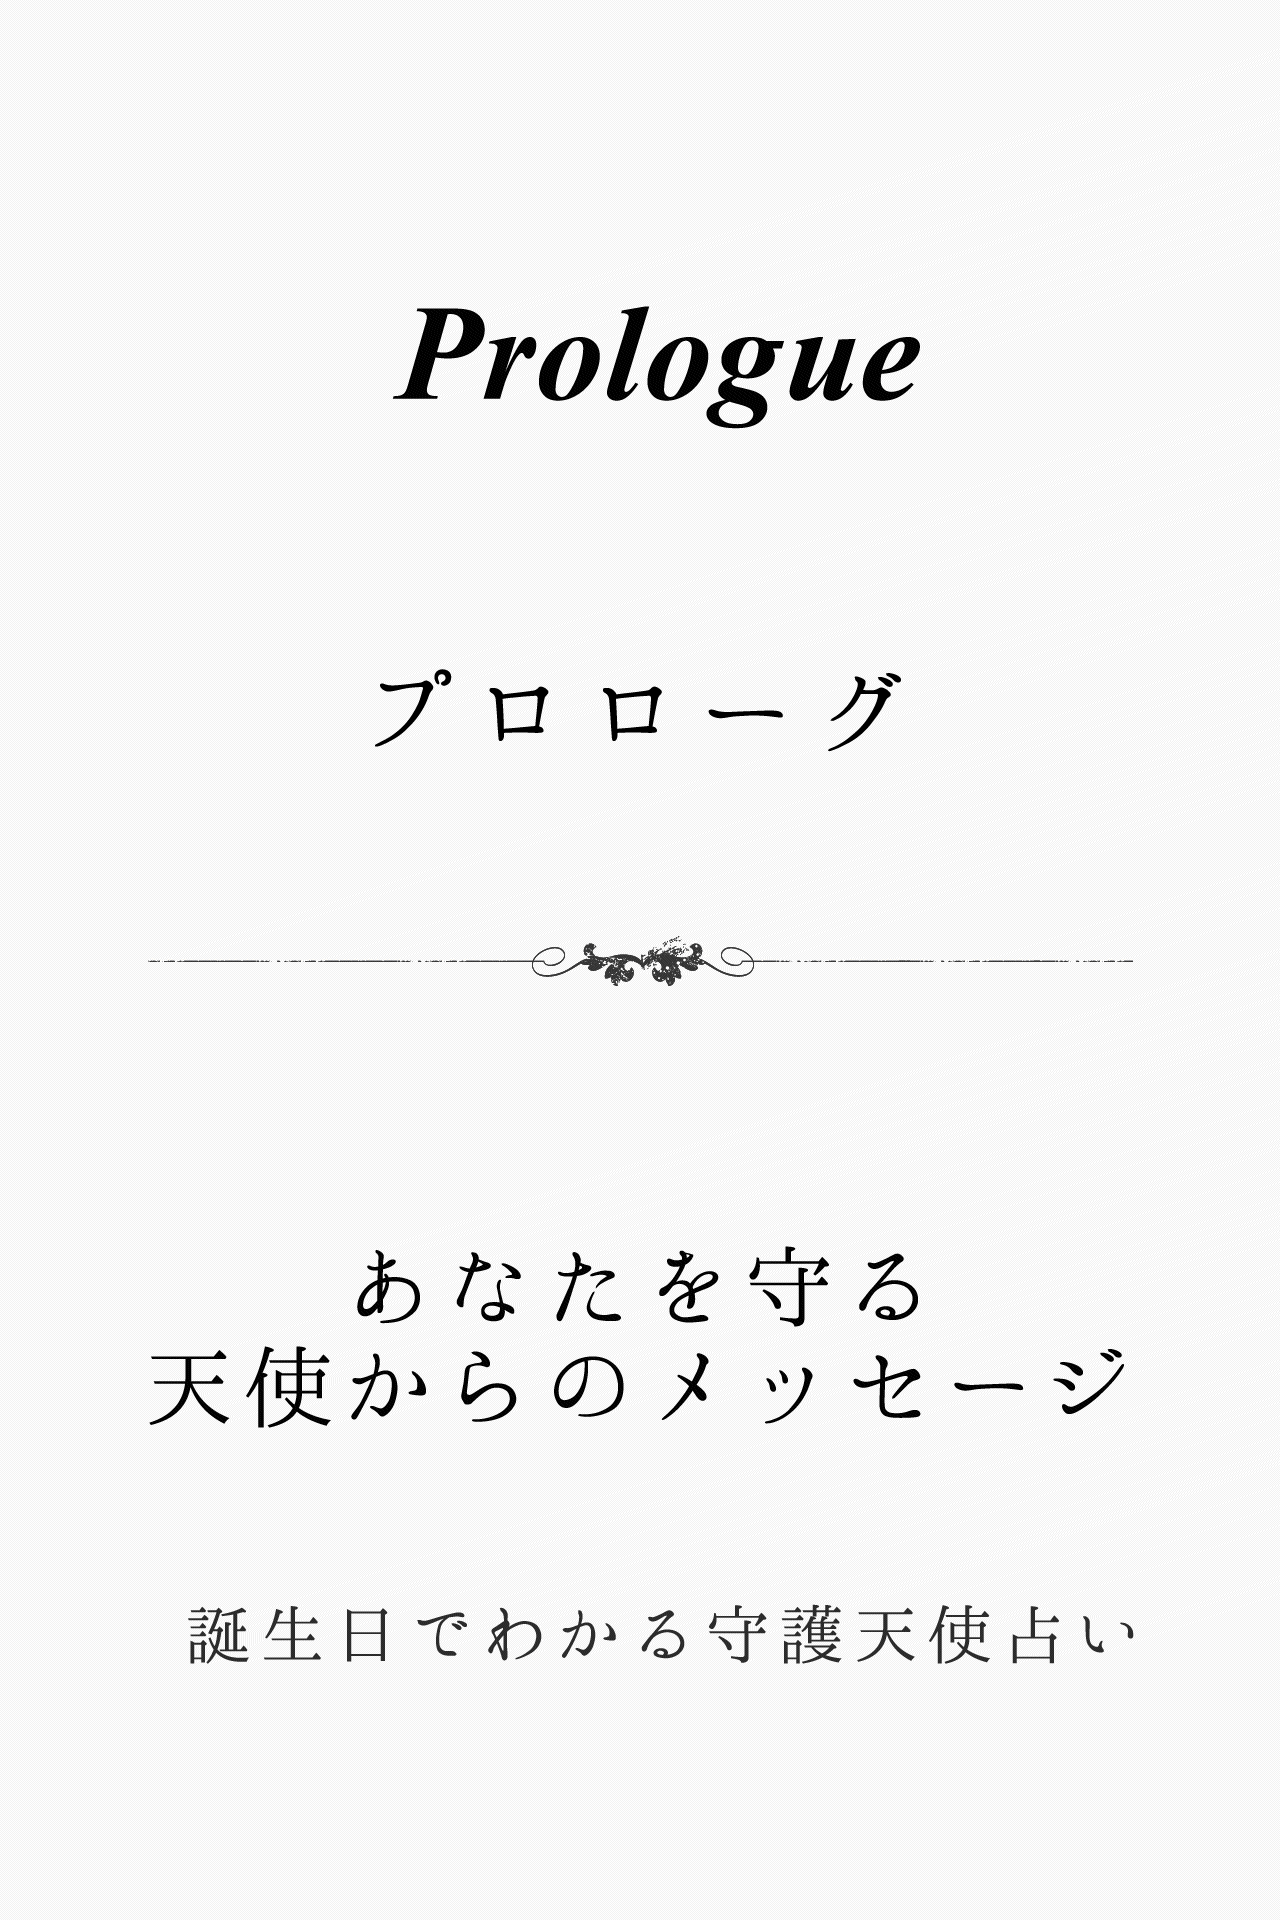 Prologue
プロローグ
あなたを守る
天使からのメッセージ
誕生日でわかる守護天使占い